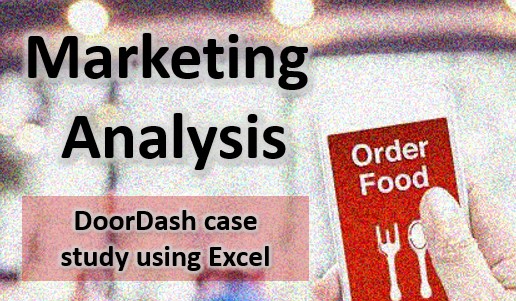 Marketing
Analysis
Order
Food
DoorDash case
study using Excel